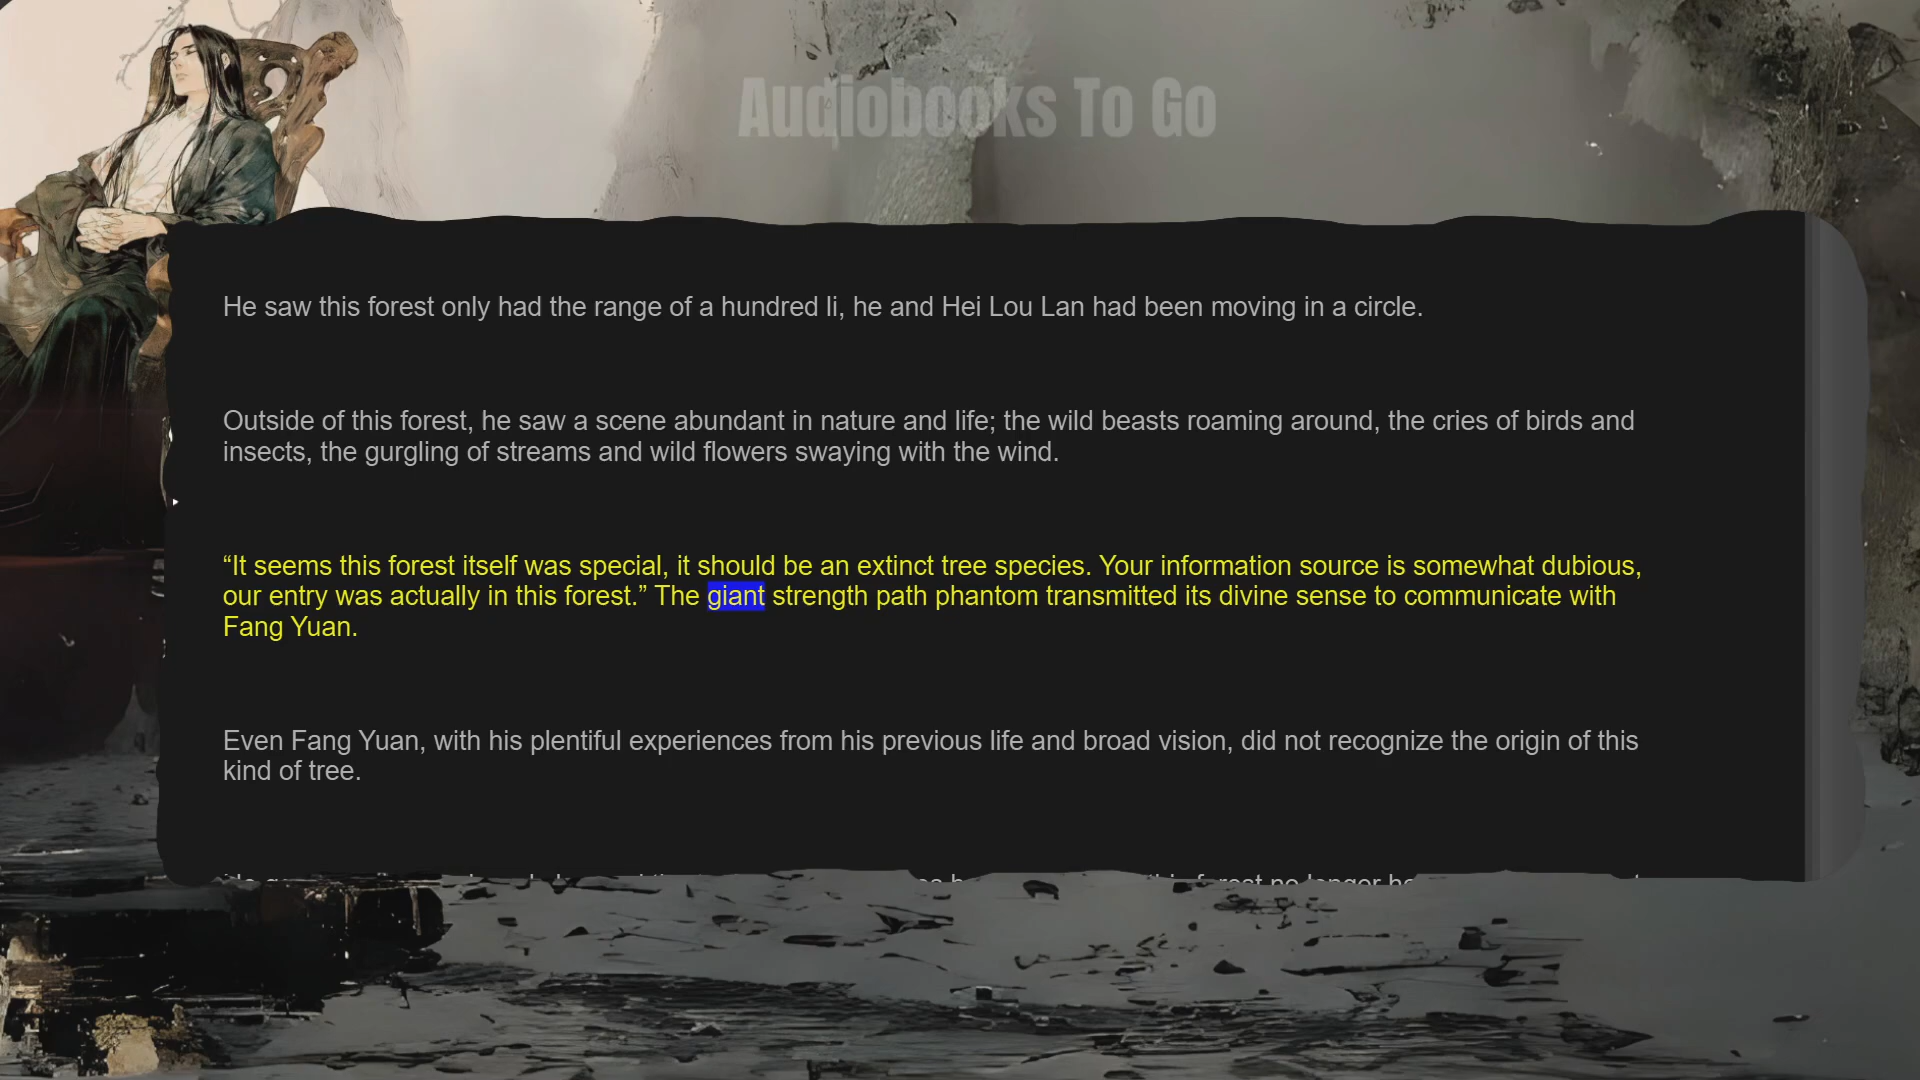 Audiobooks To Go
He saw this forest only had the range of a hundred li, he and Hei Lou Lan had been moving in a circle.
Outside of this forest, he saw a scene abundant in nature and life; the wild beasts roaming around, the cries of birds and
insects, the gurgling of streams and wild flowers swaying with the wind.
“It seems this forest itself was special, it should be an extinct tree species. Your information source is somewhat dubious,
our entry was actually in this forest.” The giant strength path phantom transmitted its divine sense to communicate with
Fang Yuan.
Even Fang Yuan, with his plentiful experiences from his previous life and broad vision, did not recognize the origin of this
kind of tree.
forest no longer